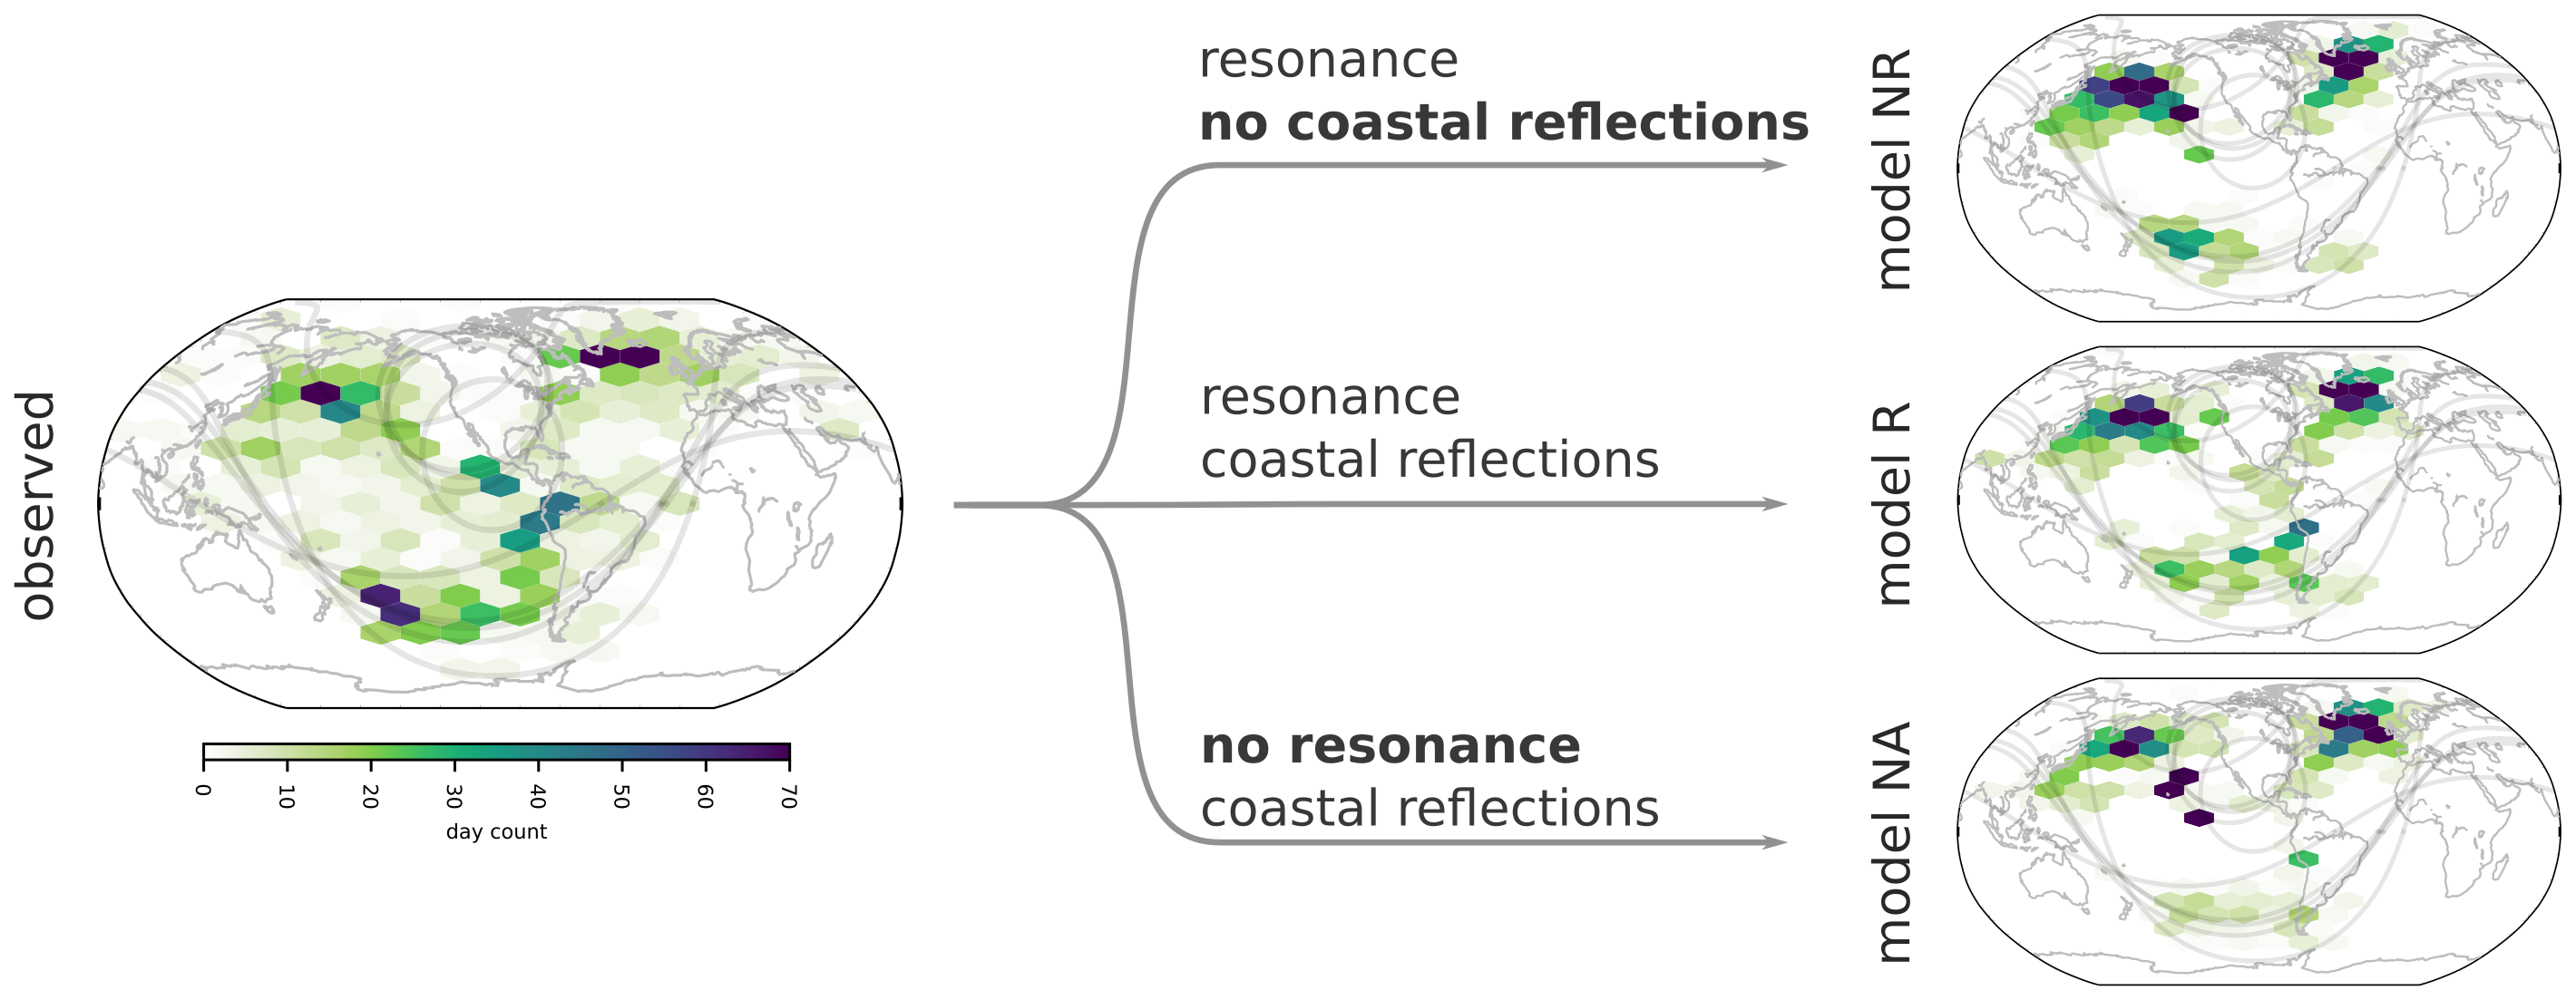 observed
0 10 20 30 40 50 60 70
day count
resonance
no coastal reflections
resonance
coastal reflections
no resonance
coastal reflections
model NR
model R
model NA